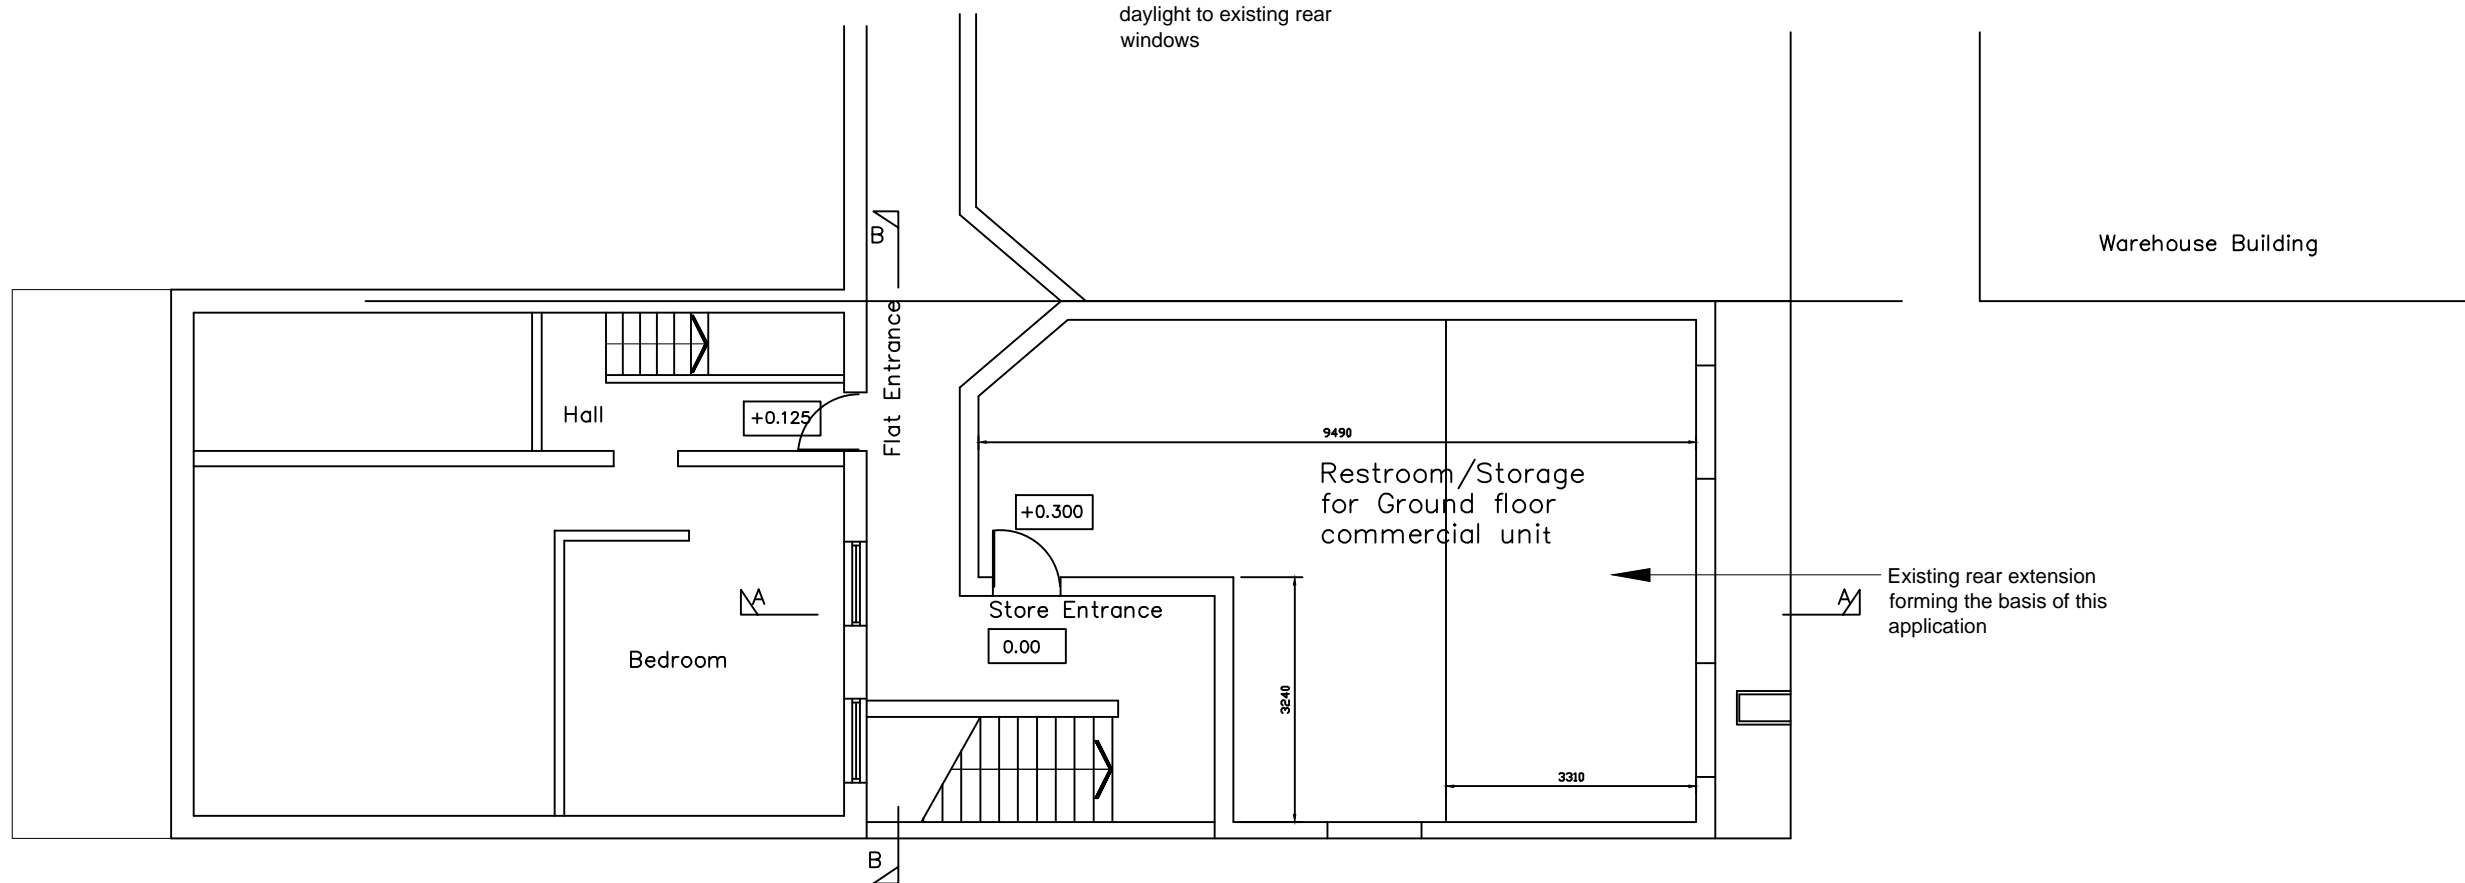 daylight to existing rear
windows
B
Warehouse Building
Flat Entrance
Hall
+0.125
9490
Restroom/Storage
for Ground floor
commercial unit
+0.300
Existing rear extension
forming the basis of this
application
A
A
Store Entrance
0.00
Bedroom
3240
3310
B